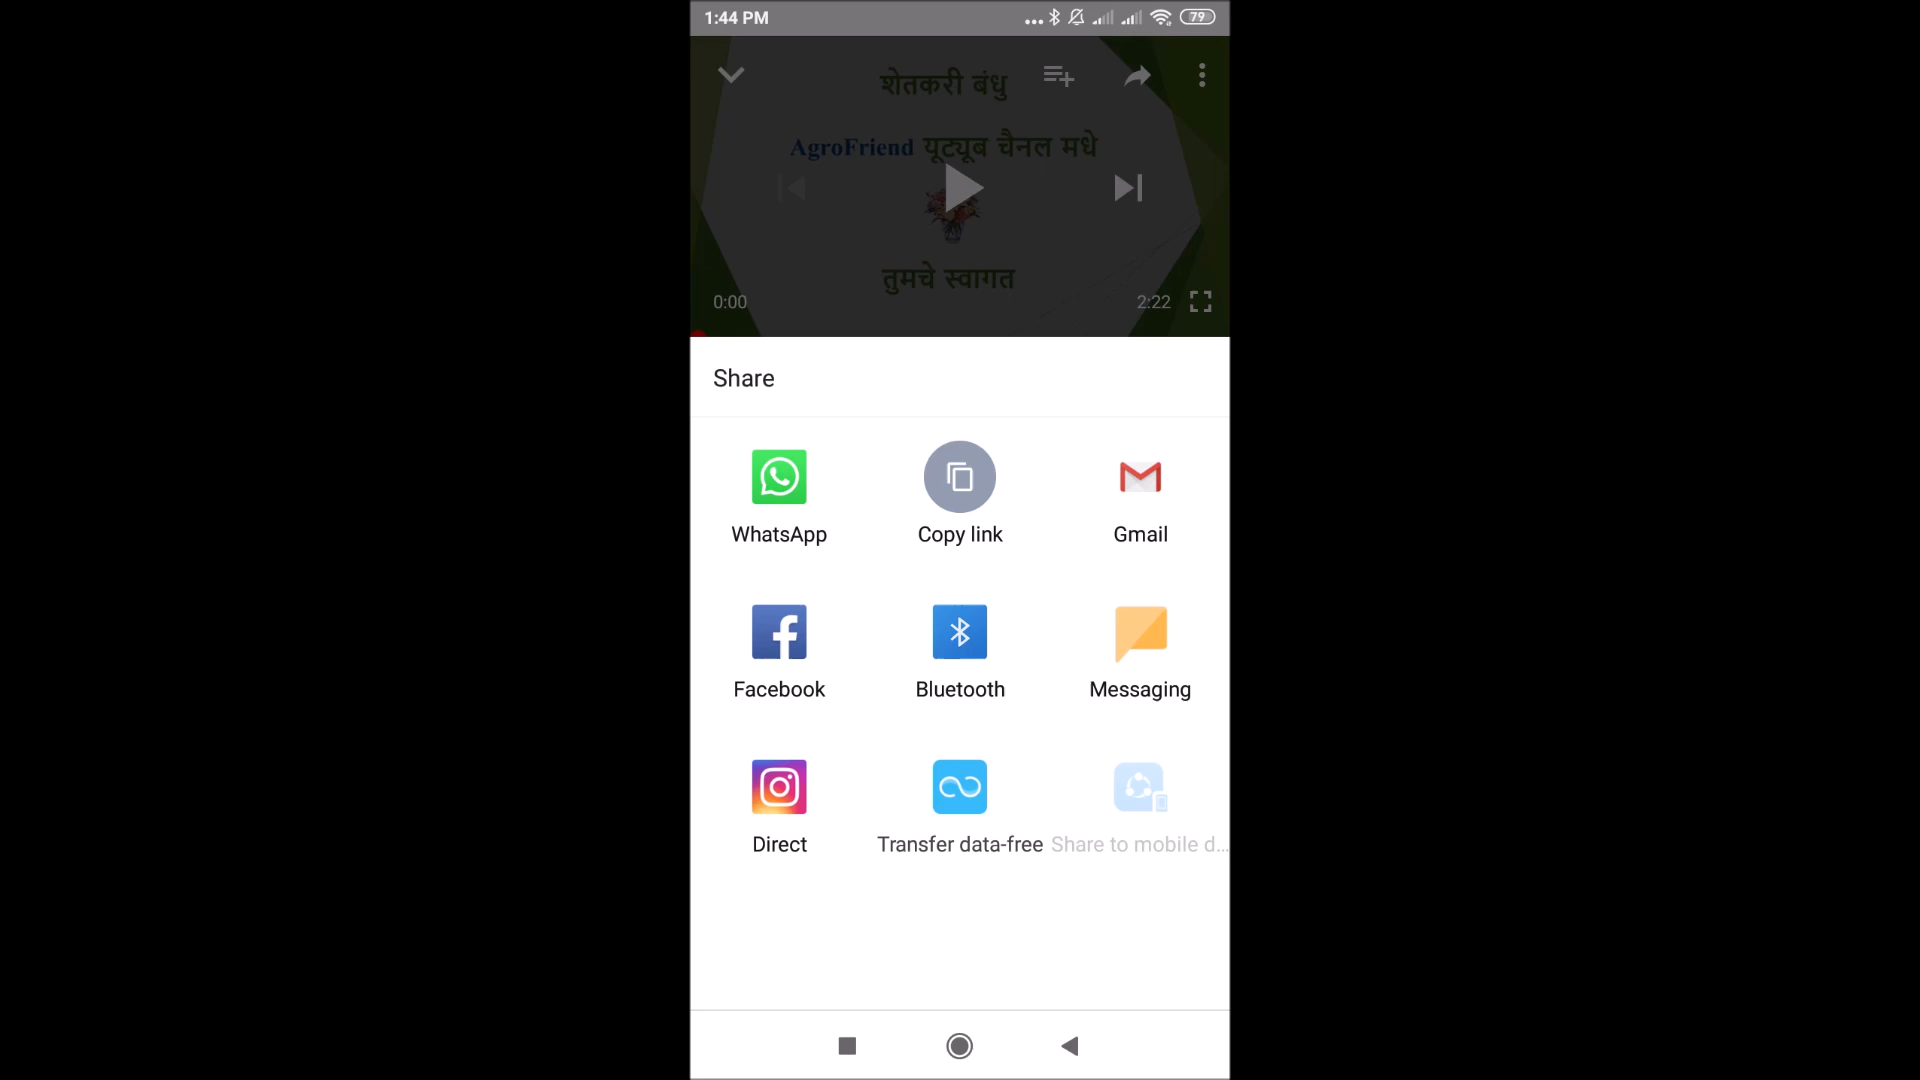 1:44 PM
79
शेतकरी बंधु
AgroFriend यूट्यूब चैनल मधे
तुमचे स्वागत
0:00
2:22
Share
WhatsApp
Copy link
Gmail
Facebook
Bluetooth
Messaging
Direct
Transfer data-free
Share to mobile d...